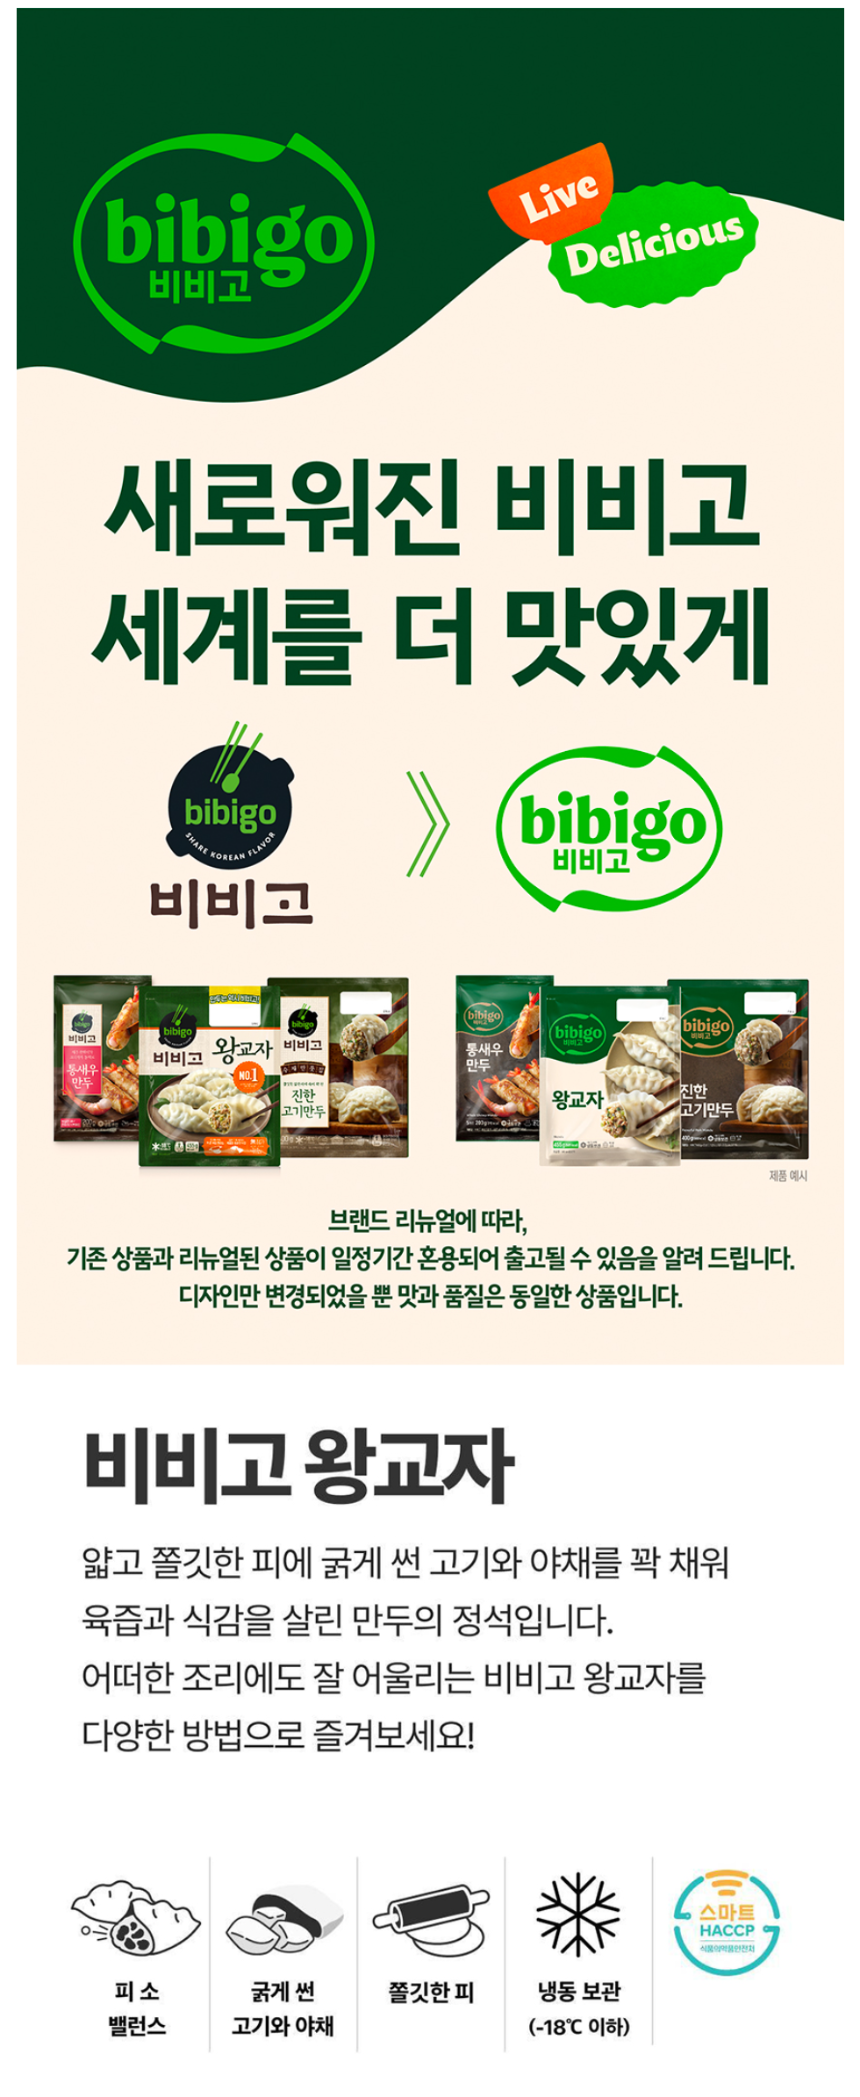 bibigo
비비고
Live
Delicious
새로워진 비비고
세계를 더 맛있게
bibigo
SHARE KOREAN FLAVOR
비비고
bibigo
비비고
bibigo
비비고
통새우
만두
bibigo
비비고
왕교자
NO.1
bibigo
비비고
진한
고기만두
bibigo
비비고
통새우
만두
bibigo
비비고
왕교자
bibigo
비비고
진한
고기만두
제품 예시
브랜드 리뉴얼에 따라,
기존 상품과 리뉴얼된 상품이 일정기간 혼용되어 출고될 수 있음을 알려 드립니다.
디자인만 변경되었을 뿐 맛과 품질은 동일한 상품입니다.
비비고 왕교자
얇고 쫄깃한 피에 굵게 썬 고기와 야채를 꽉 채워
육즙과 식감을 살린 만두의 정석입니다.
어떠한 조리에도 잘 어울리는 비비고 왕교자를
다양한 방법으로 즐겨보세요!
피 소
밸런스
굵게 썬
고기와 야채
쫄깃한 피
냉동 보관
(-18℃ 이하)
스마트
HACCP
식품의약품안전처